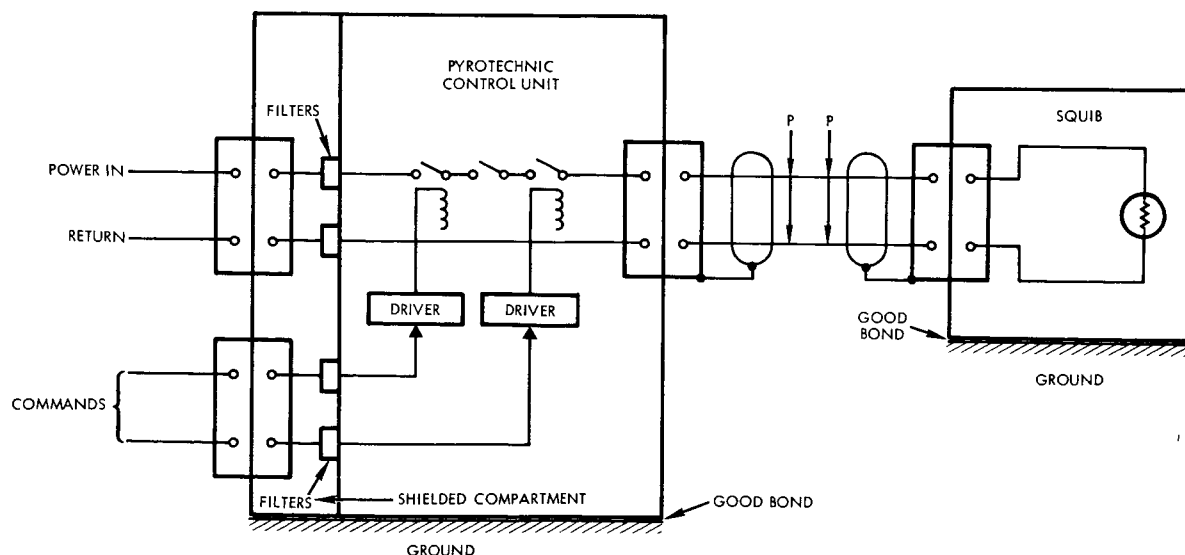 PYROTECHNIC
CONTROL UNIT
SQUIB
FILTERS
P P
POWER IN
RETURN
DRIVER DRIVER
GOOD
BOND
GROUND
COMMANDS
FILTERS
SHIELDED COMPARTMENT
GOOD BOND
GROUND